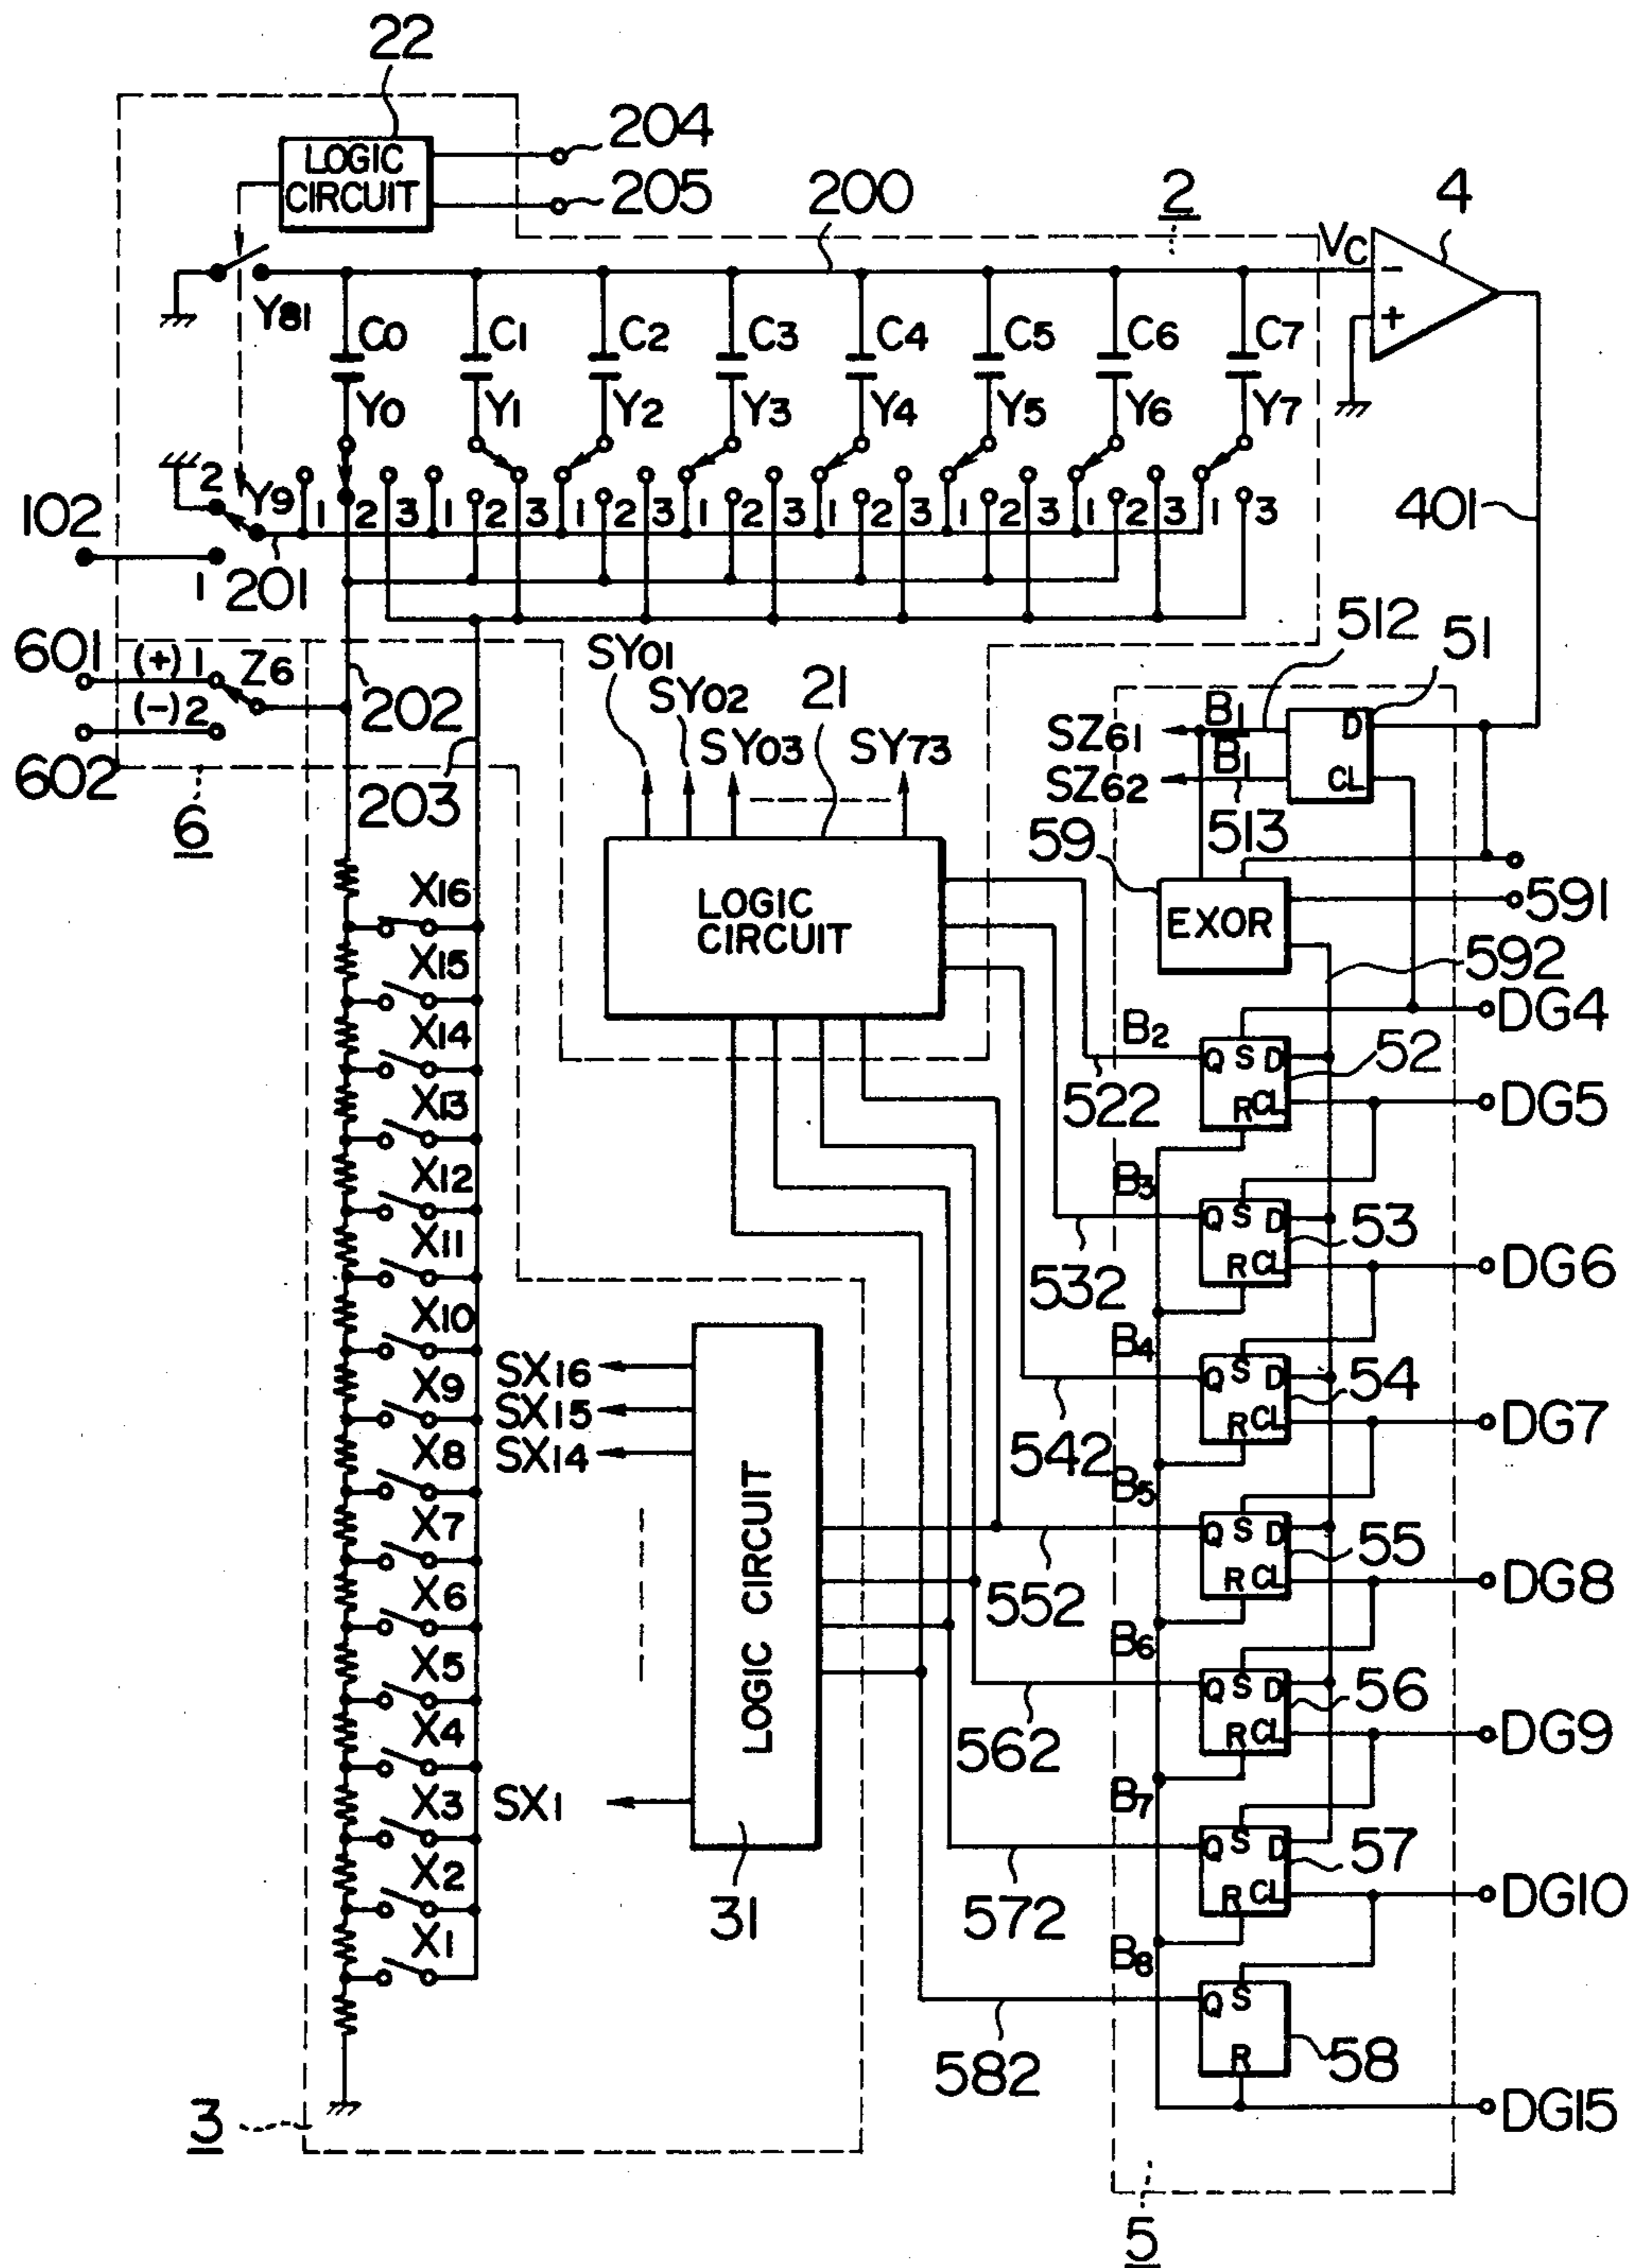 22
LOGIC
CIRCUIT
204
205
200
2
VC
4
−
+
Y81
C0 C1 C2 C3 C4 C5 C6 C7
Y0 Y1 Y2 Y3 Y4 Y5 Y6 Y7
2 Y9
1 2 3 1 2 3 1 2 3 1 2 3 1 2 3 1 2 3 1 2 3 1 3
102
1 201
401
601 (+) 1 Z6
602 (−) 2
6
202
203
SY01
SY02
SY03
SY73
21
LOGIC
CIRCUIT
512
51
SZ61 B1
SZ62 B̅1
D
CL
513
59
EXOR
591
592
DG4
B2
Q S D
R CL
52
522
DG5
B3
Q S D
R CL
53
532
DG6
B4
Q S D
R CL
54
542
DG7
B5
Q S D
R CL
55
552
DG8
B6
Q S D
R CL
56
562
DG9
B7
Q S D
R CL
57
572
DG10
B8
Q S
R
58
582
DG15
5
X16
X15
X14
X13
X12
X11
X10
X9
X8
X7
X6
X5
X4
X3
X2
X1
SX16
SX15
SX14
SX1
LOGIC CIRCUIT
31
3